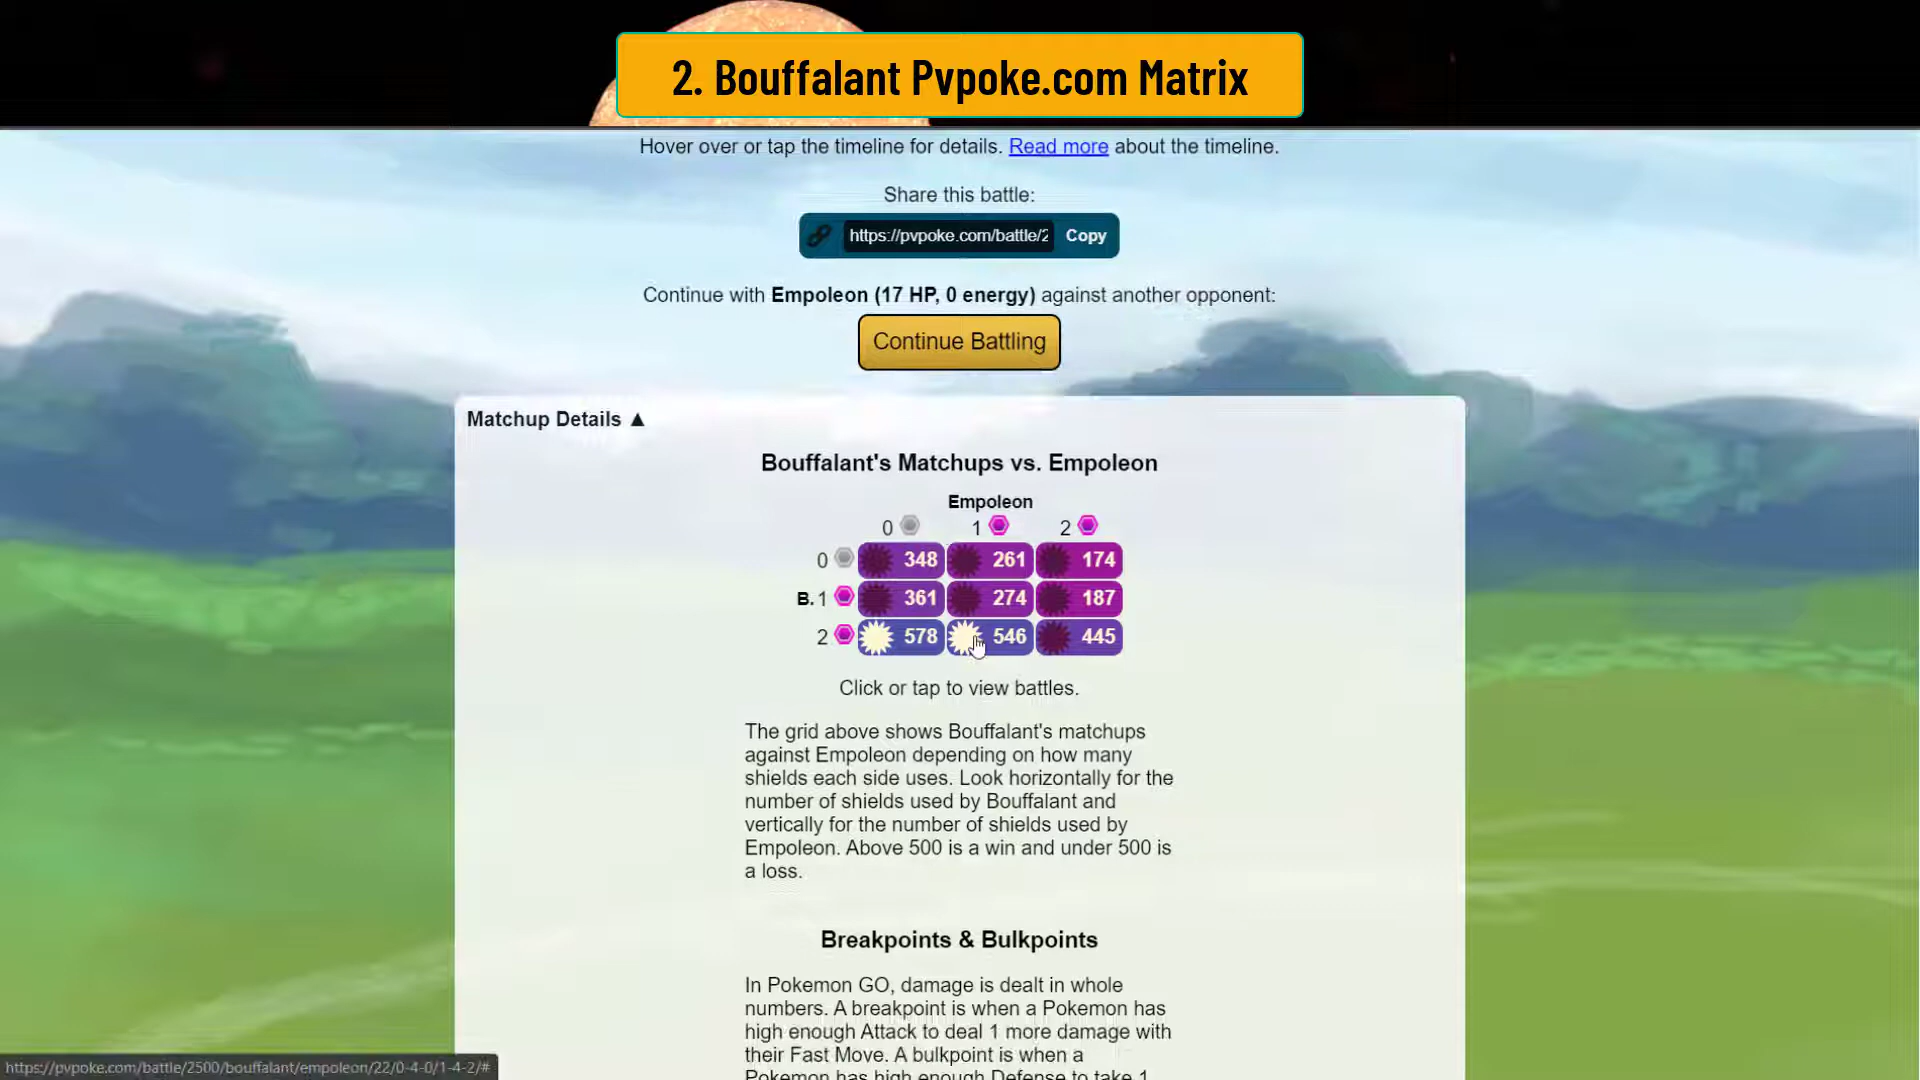 2. Bouffalant Pvpoke.com Matrix
Hover over or tap the timeline for details. Read more about the timeline.
Share this battle:
https://pvpoke.com/battle/2 Copy
Continue with Empoleon (17 HP, 0 energy) against another opponent:
Continue Battling
Matchup Details ▲
Bouffalant's Matchups vs. Empoleon
Empoleon
0 1 2
0 348 261 174
B. 1 361 274 187
2 578 546 445
Click or tap to view battles.
The grid above shows Bouffalant's matchups
against Empoleon depending on how many
shields each side uses. Look horizontally for the
number of shields used by Bouffalant and
vertically for the number of shields used by
Empoleon. Above 500 is a win and under 500 is
a loss.
Breakpoints & Bulkpoints
In Pokemon GO, damage is dealt in whole
numbers. A breakpoint is when a Pokemon has
high enough Attack to deal 1 more damage with
their Fast Move. A bulkpoint is when a
Pokemon has high enough Defense to take 1
https://pvpoke.com/battle/2500/bouffalant/empoleon/22/0-4-0/1-4-2/#